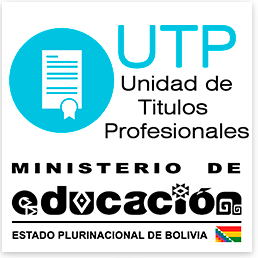 UTP
Unidad de
Titulos
Profesionales
MINISTERIO DE
educación
ESTADO PLURINACIONAL DE BOLIVIA